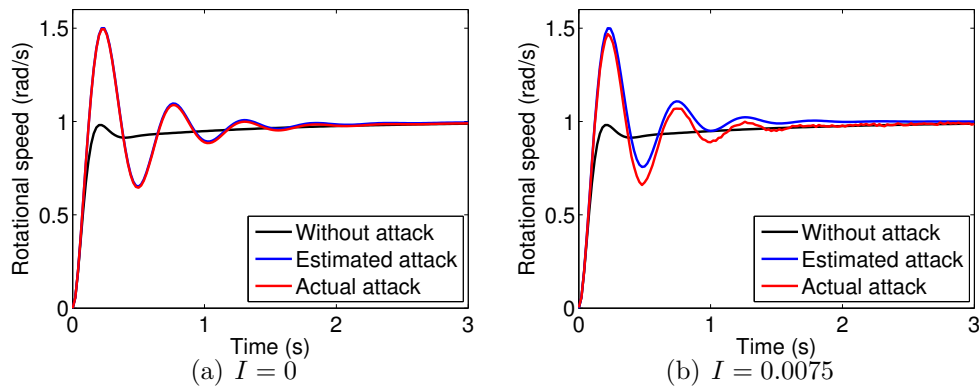 1.5
1
0.5
0
Rotational speed (rad/s)
Without attack
Estimated attack
Actual attack
0 1 2 3
Time (s)
(a) I = 0
1.5
1
0.5
0
Rotational speed (rad/s)
Without attack
Estimated attack
Actual attack
0 1 2 3
Time (s)
(b) I = 0.0075